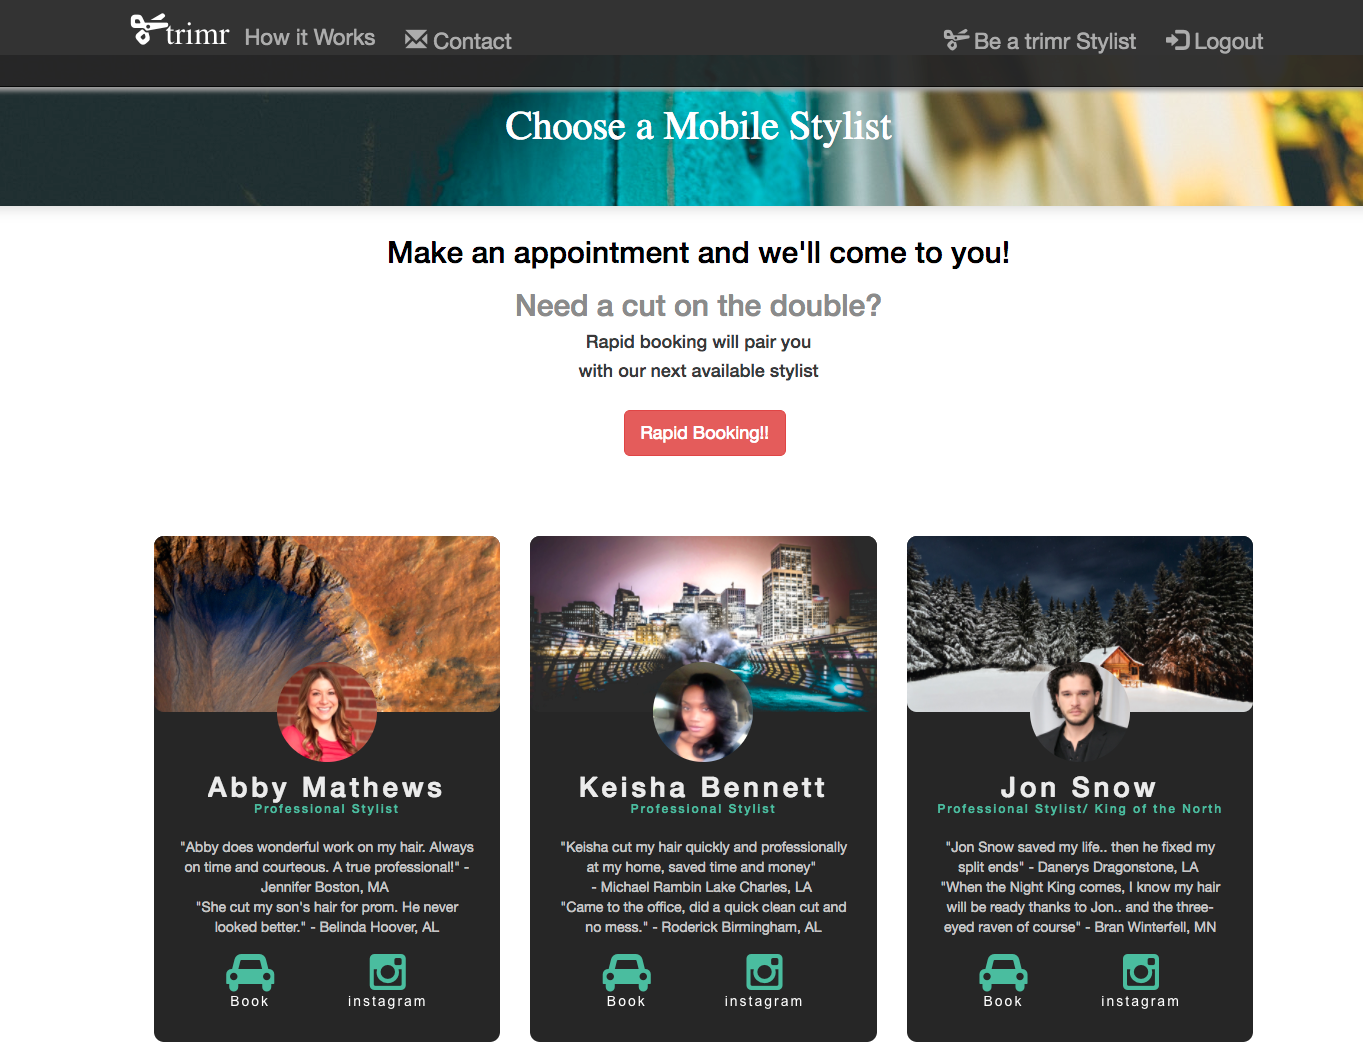 trimr How it Works Contact Be a trimr Stylist Logout
Choose a Mobile Stylist
Make an appointment and we'll come to you!
Need a cut on the double?
Rapid booking will pair you
with our next available stylist
Rapid Booking!!
Abby Mathews
Professional Stylist
"Abby does wonderful work on my hair. Always
on time and courteous. A true professional!" -
Jennifer Boston, MA
"She cut my son's hair for prom. He never
looked better." - Belinda Hoover, AL
Book instagram
Keisha Bennett
Professional Stylist
"Keisha cut my hair quickly and professionally
at my home, saved time and money"
- Michael Rambin Lake Charles, LA
"Came to the office, did a quick clean cut and
no mess." - Roderick Birmingham, AL
Book instagram
Jon Snow
Professional Stylist/ King of the North
"Jon Snow saved my life.. then he fixed my
split ends" - Danerys Dragonstone, LA
"When the Night King comes, I know my hair
will be ready thanks to Jon.. and the three-
eyed raven of course" - Bran Winterfell, MN
Book instagram